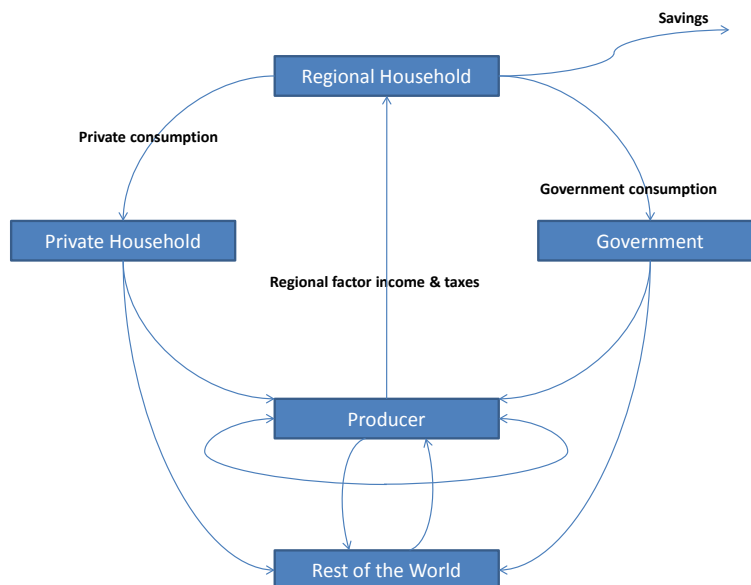 Savings
Regional Household
Private consumption
Government consumption
Private Household
Government
Regional factor income & taxes
Producer
Rest of the World